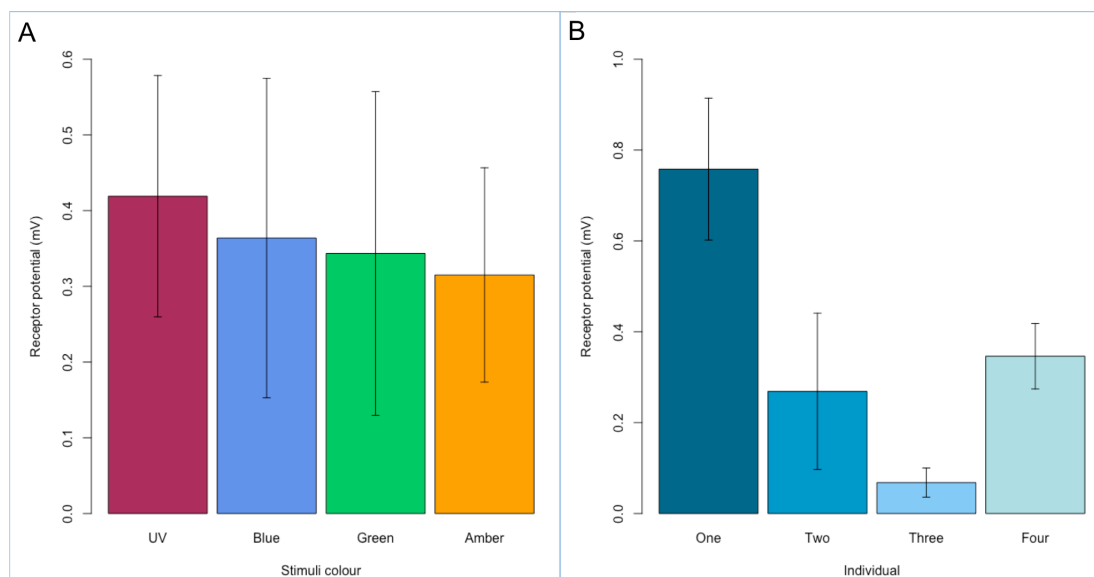 A
Receptor potential (mV)
0.6
0.5
0.4
0.3
0.2
0.1
0.0
UV Blue Green Amber
Stimuli colour
B
Receptor potential (mV)
1.0
0.8
0.6
0.4
0.2
0.0
One Two Three Four
Individual